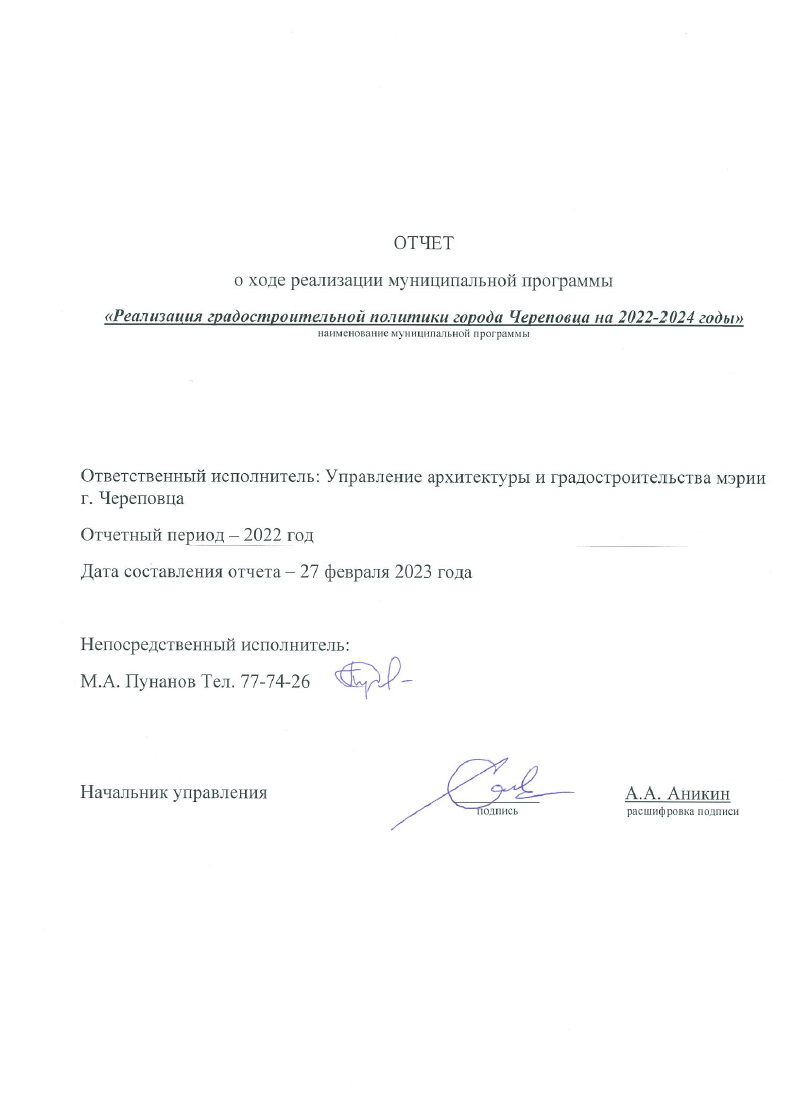 ОТЧЕТ
о ходе реализации муниципальной программы
«Реализация градостроительной политики города Череповца на 2022-2024 годы»
наименование муниципальной программы
Ответственный исполнитель: Управление архитектуры и градостроительства мэрии
г. Череповца
Отчетный период – 2022 год
Дата составления отчета – 27 февраля 2023 года
Непосредственный исполнитель:
М.А. Пунанов Тел. 77-74-26
Начальник управления А.А. Аникин
подпись расшифровка подписи